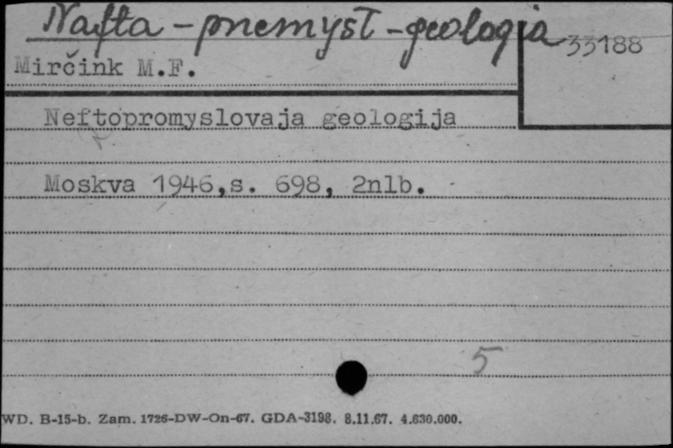 Nafta - pnemysł - geologia
33188
Mirčink M.F.
Neftopromyslovaja geologija
Moskva 1946,s. 698, 2nlb.
5
WD. B-15-b. Zam. 1726-DW-On-67. GDA-3198. 8.11.67. 4.630.000.